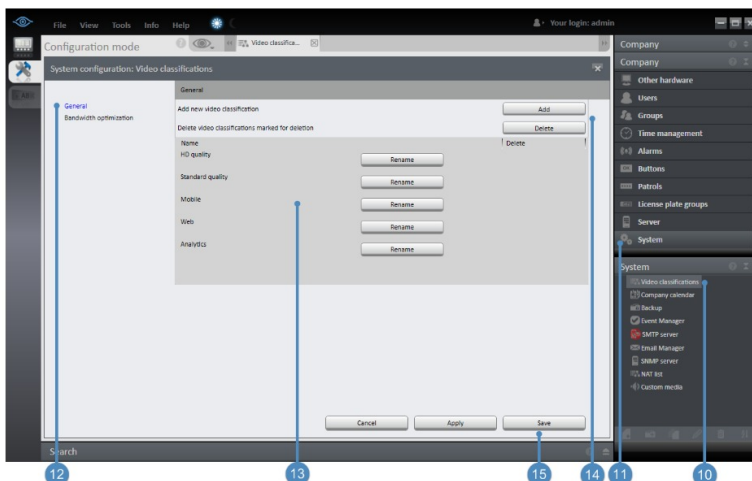 File View Tools Info Help
Your login: admin
Configuration mode
Video classifica...
System configuration: Video classifications
General
Bandwidth optimization
General
Add new video classification
Add
Delete video classifications marked for deletion
Delete
Name Delete
HD quality Rename
Standard quality Rename
Mobile Rename
Web Rename
Analytics Rename
Cancel Apply Save
Search
Company
Company
Other hardware
Users
Groups
Time management
Alarms
Buttons
Patrols
License plate groups
Server
System
System
Video classifications
Company calendar
Backup
Event Manager
SMTP server
Email Manager
SNMP server
NAT list
Custom media
12 13 15 14 11 10